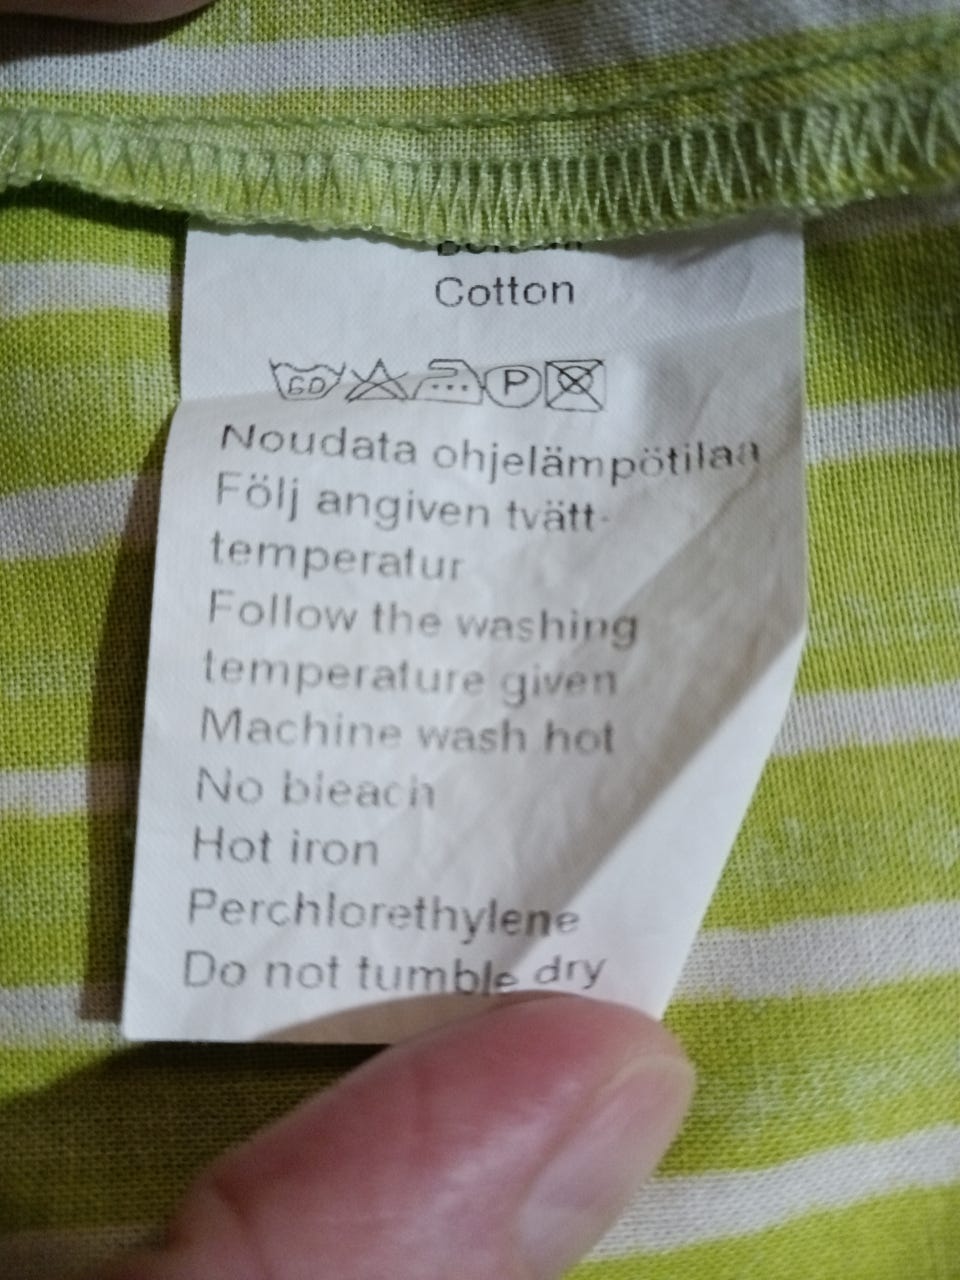 Cotton
60 P
Noudata ohjelämpötilaa
Följ angiven tvätt-
temperatur
Follow the washing
temperature given
Machine wash hot
No bleach
Hot iron
Perchlorethylene
Do not tumble dry